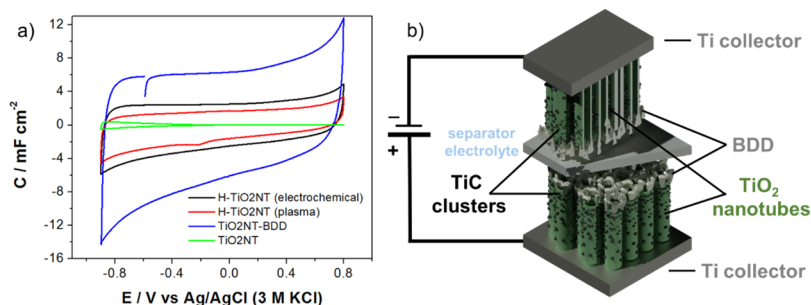 a)
C / mF cm⁻²
12
8
4
0
-4
-8
-12
-16
-0.8
-0.4
0.0
0.4
0.8
E / V vs Ag/AgCl (3 M KCl)
H-TiO2NT (electrochemical)
H-TiO2NT (plasma)
TiO2NT-BDD
TiO2NT
b)
Ti collector
−
+
separator
electrolyte
BDD
TiC
clusters
TiO₂
nanotubes
Ti collector